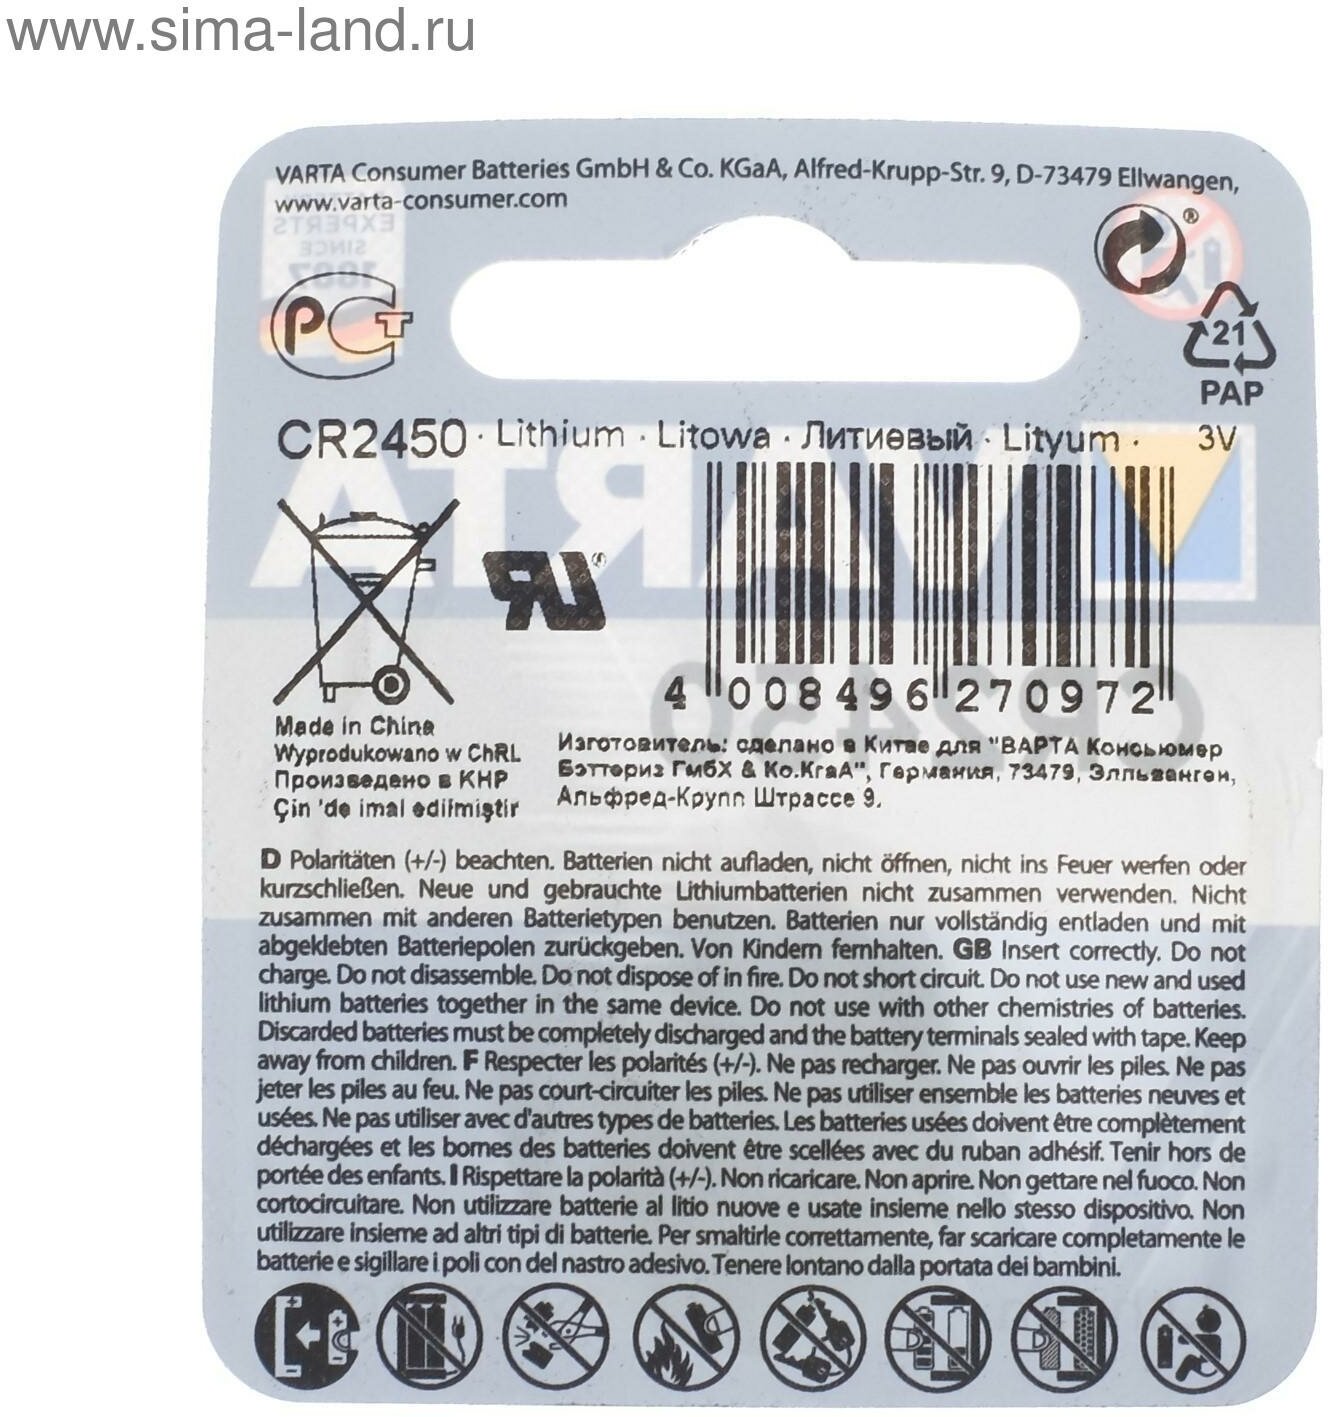 www.sima-land.ru
VARTA Consumer Batteries GmbH & Co. KGaA, Alfred-Krupp-Str. 9, D-73479 Ellwangen,
www.varta-consumer.com
EXPERTS
SINCE
1887
РСТ
®
21
PAP
CR2450 · Lithium · Litowa · Литиевый · Lityum · 3V
VARTA
®
CR2450
4 008496 270972
Made in China
Wyprodukowano w ChRL
Произведено в КНР
Çin 'de imal edilmiştir
Изготовитель: сделано в Китае для "ВАРТА Консьюмер
Бэттериз ГмбХ & Ко.КгаА", Германия, 73479, Элльванген,
Альфред-Крупп Штрассе 9.
D Polaritäten (+/-) beachten. Batterien nicht aufladen, nicht öffnen, nicht ins Feuer werfen oder
kurzschließen. Neue und gebrauchte Lithiumbatterien nicht zusammen verwenden. Nicht
zusammen mit anderen Batterietypen benutzen. Batterien nur vollständig entladen und mit
abgeklebten Batteriepolen zurückgeben. Von Kindern fernhalten. GB Insert correctly. Do not
charge. Do not disassemble. Do not dispose of in fire. Do not short circuit. Do not use new and used
lithium batteries together in the same device. Do not use with other chemistries of batteries.
Discarded batteries must be completely discharged and the battery terminals sealed with tape. Keep
away from children. F Respecter les polarités (+/-). Ne pas recharger. Ne pas ouvrir les piles. Ne pas
jeter les piles au feu. Ne pas court-circuiter les piles. Ne pas utiliser ensemble les batteries neuves et
usées. Ne pas utiliser avec d'autres types de batteries. Les batteries usées doivent être complètement
déchargées et les bornes des batteries doivent être scellées avec du ruban adhésif. Tenir hors de
portée des enfants. I Rispettare la polarità (+/-). Non ricaricare. Non aprire. Non gettare nel fuoco. Non
cortocircuitare. Non utilizzare batterie al litio nuove e usate insieme nello stesso dispositivo. Non
utilizzare insieme ad altri tipi di batterie. Per smaltirle correttamente, far scaricare completamente le
batterie e sigillare i poli con del nastro adesivo. Tenere lontano dalla portata dei bambini.